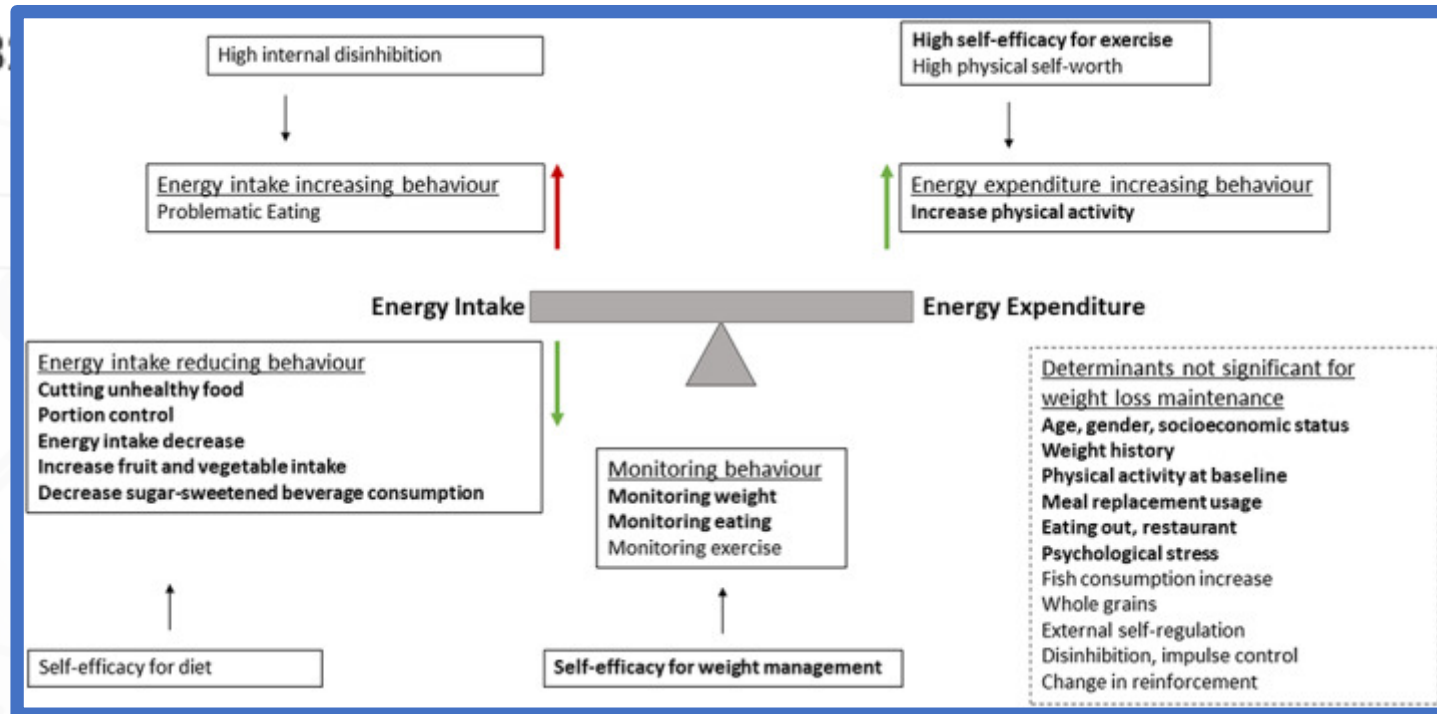 High internal disinhibition
High self-efficacy for exercise
High physical self-worth
Energy intake increasing behaviour
Problematic Eating
Energy expenditure increasing behaviour
Increase physical activity
Energy Intake
Energy Expenditure
Energy intake reducing behaviour
Cutting unhealthy food
Portion control
Energy intake decrease
Increase fruit and vegetable intake
Decrease sugar-sweetened beverage consumption
Monitoring behaviour
Monitoring weight
Monitoring eating
Monitoring exercise
Determinants not significant for
weight loss maintenance
Age, gender, socioeconomic status
Weight history
Physical activity at baseline
Meal replacement usage
Eating out, restaurant
Psychological stress
Fish consumption increase
Whole grains
External self-regulation
Disinhibition, impulse control
Change in reinforcement
Self-efficacy for diet
Self-efficacy for weight management